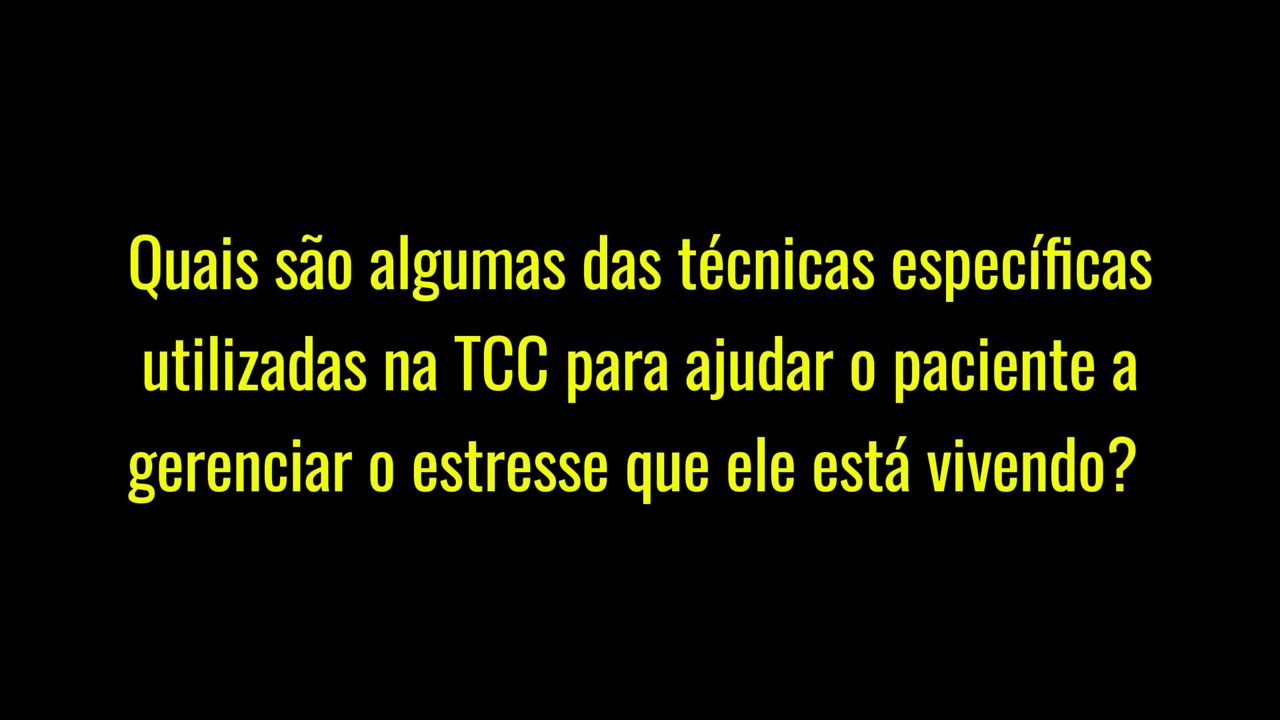 Quais são algumas das técnicas específicas
utilizadas na TCC para ajudar o paciente a
gerenciar o estresse que ele está vivendo?